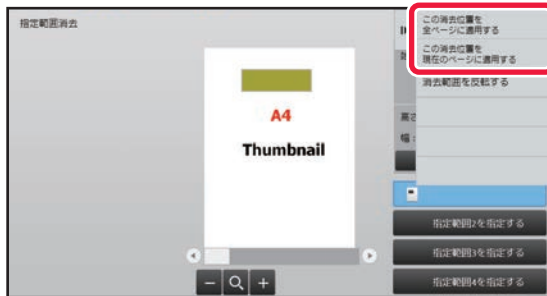 指定範囲消去
この消去位置を
全ページに適用する
この消去位置を
現在のページに適用する
消去範囲を反転する
A4
Thumbnail
高さ
幅：
指定範囲2を指定する
指定範囲3を指定する
指定範囲4を指定する